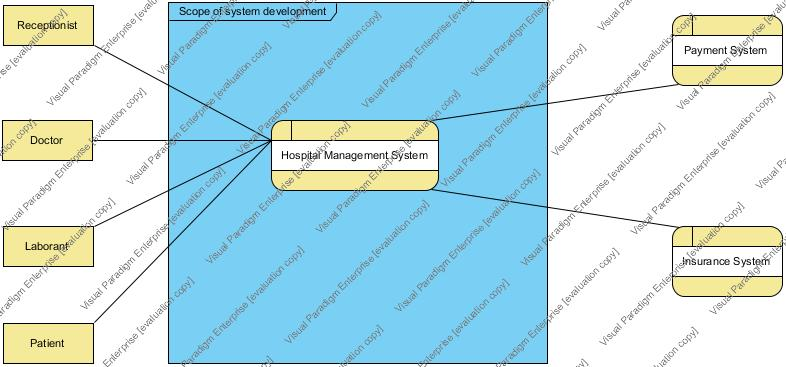 Scope of system development
Receptionist
Payment System
Doctor
Hospital Management System
Laborant
Insurance System
Patient
Visual Paradigm Enterprise [evaluation copy]